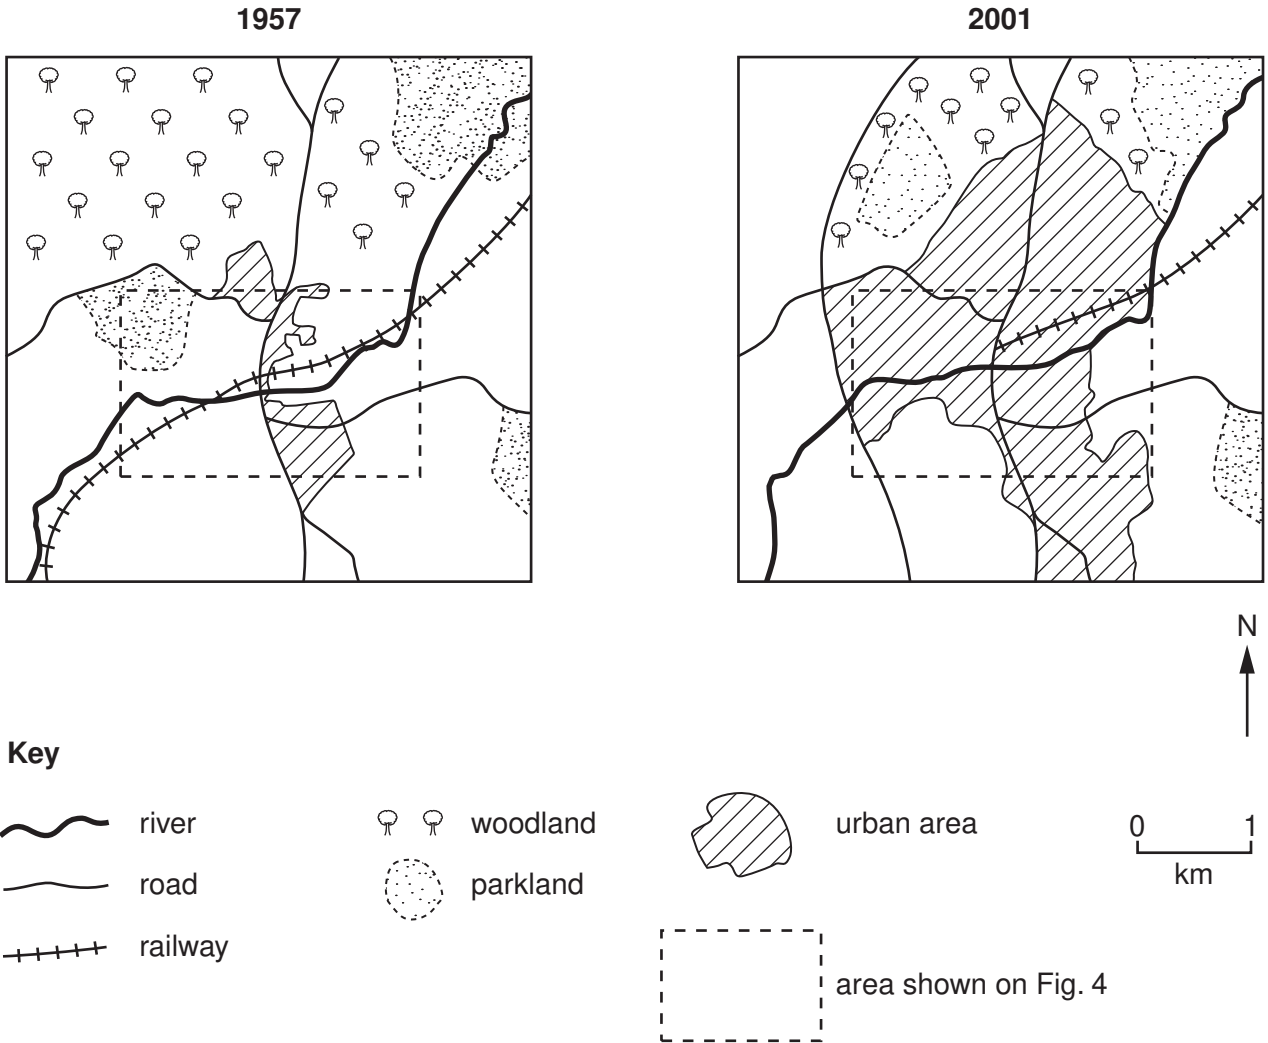 1957
2001
N
Key
river
road
railway
woodland
parkland
urban area
area shown on Fig. 4
0 1
km